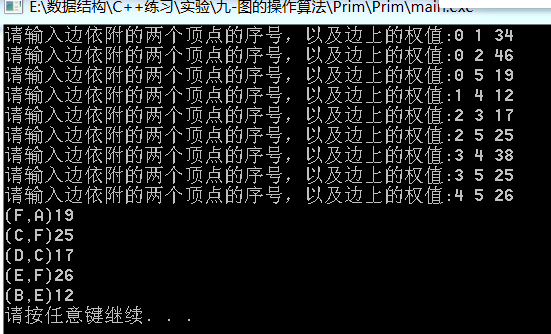 E:\数据结构\C++练习\实验\九-图的操作算法\Prim\Prim\main.exe
请输入边依附的两个顶点的序号，以及边上的权值:0 1 34
请输入边依附的两个顶点的序号，以及边上的权值:0 2 46
请输入边依附的两个顶点的序号，以及边上的权值:0 5 19
请输入边依附的两个顶点的序号，以及边上的权值:1 4 12
请输入边依附的两个顶点的序号，以及边上的权值:2 3 17
请输入边依附的两个顶点的序号，以及边上的权值:2 5 25
请输入边依附的两个顶点的序号，以及边上的权值:3 4 38
请输入边依附的两个顶点的序号，以及边上的权值:3 5 25
请输入边依附的两个顶点的序号，以及边上的权值:4 5 26
(F,A)19
(C,F)25
(D,C)17
(E,F)26
(B,E)12
请按任意键继续. . .